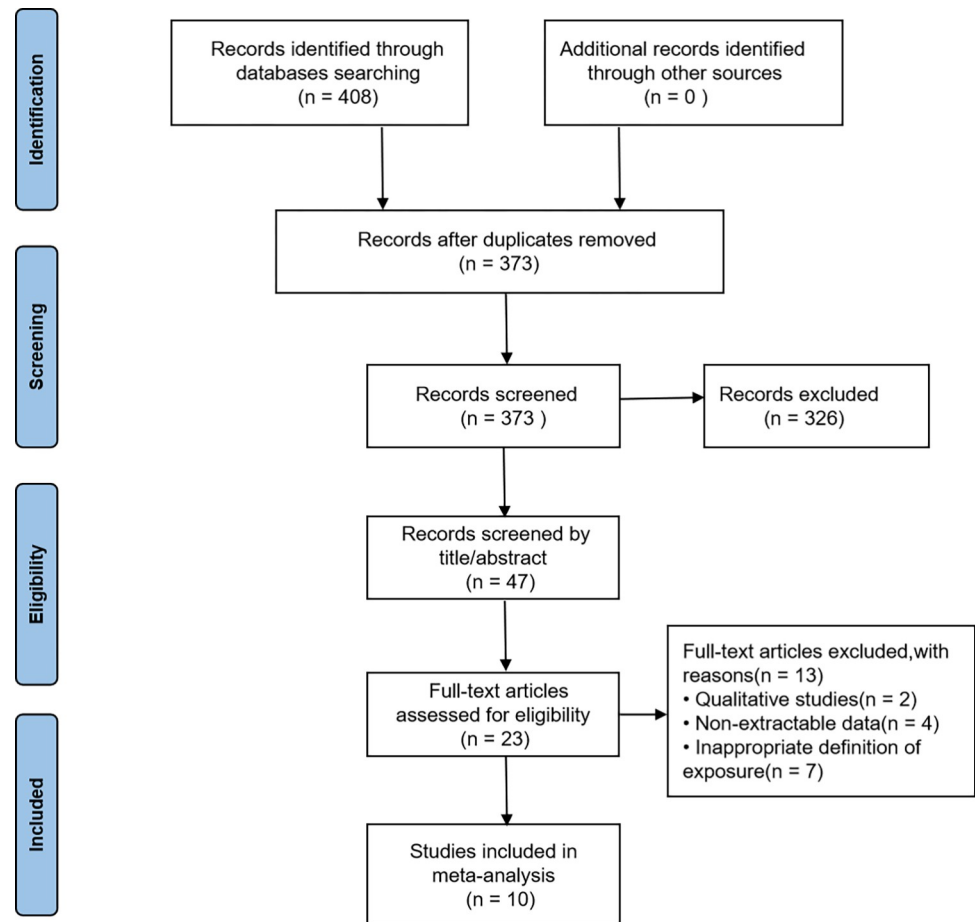 Identification
Records identified through
databases searching
(n = 408)
Additional records identified
through other sources
(n = 0 )
Records after duplicates removed
(n = 373)
Screening
Records screened
(n = 373 )
Records excluded
(n = 326)
Eligibility
Records screened by
title/abstract
(n = 47)
Full-text articles
assessed for eligibility
(n = 23)
Full-text articles excluded,with
reasons(n = 13)
• Qualitative studies(n = 2)
• Non-extractable data(n = 4)
• Inappropriate definition of
exposure(n = 7)
Included
Studies included in
meta-analysis
(n = 10)